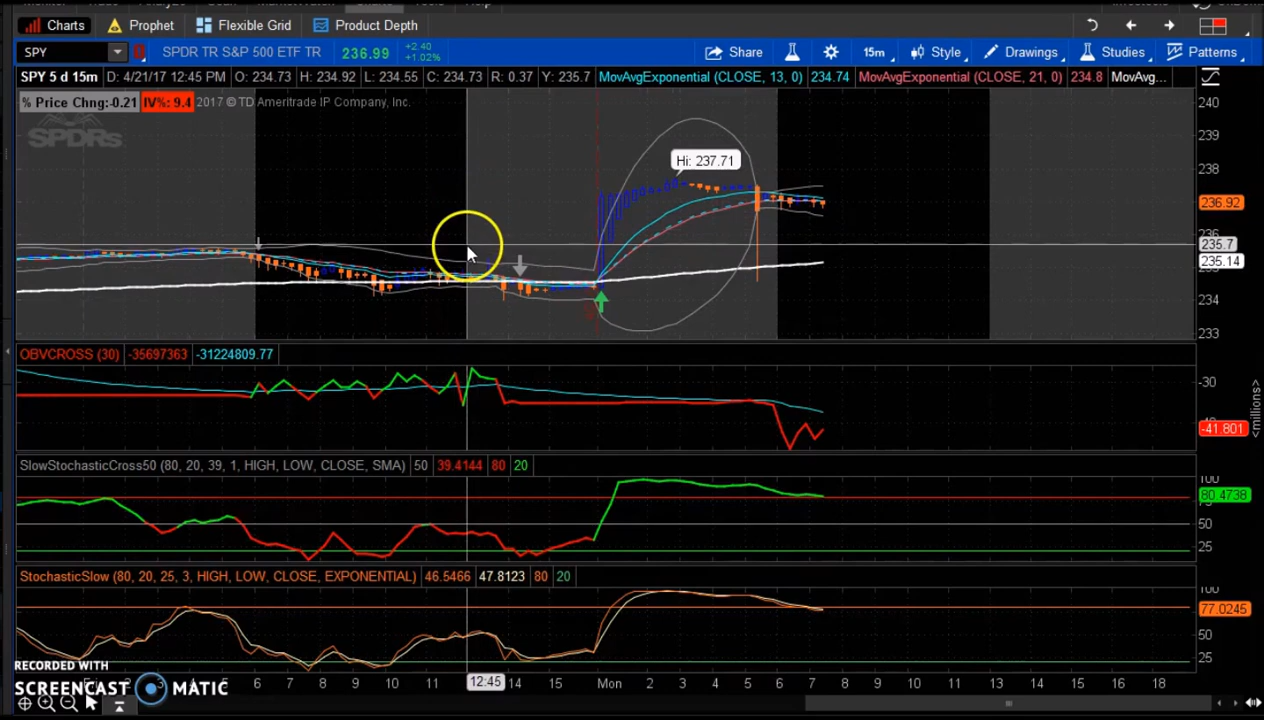 Charts Prophet Flexible Grid Product Depth
SPY SPDR TR S&P 500 ETF TR 236.99 +2.40 +1.02% Share 15m Style Drawings Studies Patterns
SPY 5 d 15m D: 4/21/17 12:45 PM O: 234.73 H: 234.92 L: 234.55 C: 234.73 R: 0.37 Y: 235.7 MovAvgExponential (CLOSE, 13, 0) 234.74 MovAvgExponential (CLOSE, 21, 0) 234.8 MovAvg...
% Price Chng:-0.21 IV%: 9.4 2017 © TD Ameritrade IP Company, Inc.
SPDRs
Hi: 237.71
240
239
238
237
236.92
236
235.7
235.14
234
233
OBVCROSS (30) -35697363 -31224809.77
-30
-41.801
<millions>
SlowStochasticCross50 (80, 20, 39, 1, HIGH, LOW, CLOSE, SMA) 50 39.4144 80 20
100
80.4738
50
25
StochasticSlow (80, 20, 25, 3, HIGH, LOW, CLOSE, EXPONENTIAL) 46.5466 47.8123 80 20
100
77.0245
50
25
RECORDED WITH
SCREENCAST MATIC
Fri 6 7 8 9 10 11 12:45 14 15 Mon 2 3 4 5 6 7 8 9 10 11 12 13 14 15 16 17 18